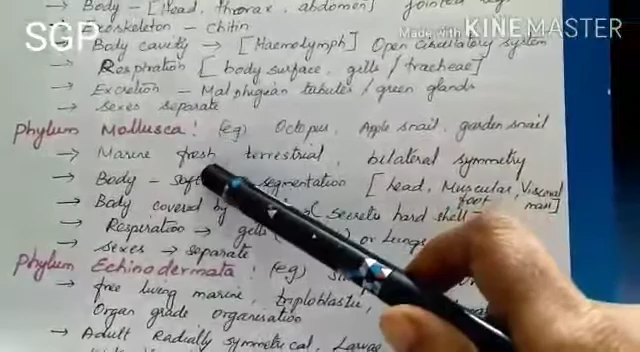 → Body - [Head, thorax, abdomen] jointed legs
SGP
Made with KINEMASTER
→ Exoskeleton - chitin
→ Body cavity → [Haemolymph] Open circulatory system
→ Respiration [body surface, gills / tracheae]
→ Excretion - Malphigian tubules / green glands
→ sexes separate
Phylum Mollusca: (eg) Octopus, Apple snail, garden snail
→ Marine fresh terrestrial, bilateral symmetry
→ Body - segmentation [head, Muscular foot, Visceral mass]
→ Body covered by (secrete hard shell)
→ Respiration → gills or Lungs
→ sexes → separate
Phylum Echinodermata: (eg)
→ free living marine, triploblastic,
Organ grade organisation
→ Adult Radially symmetrical, Larvae